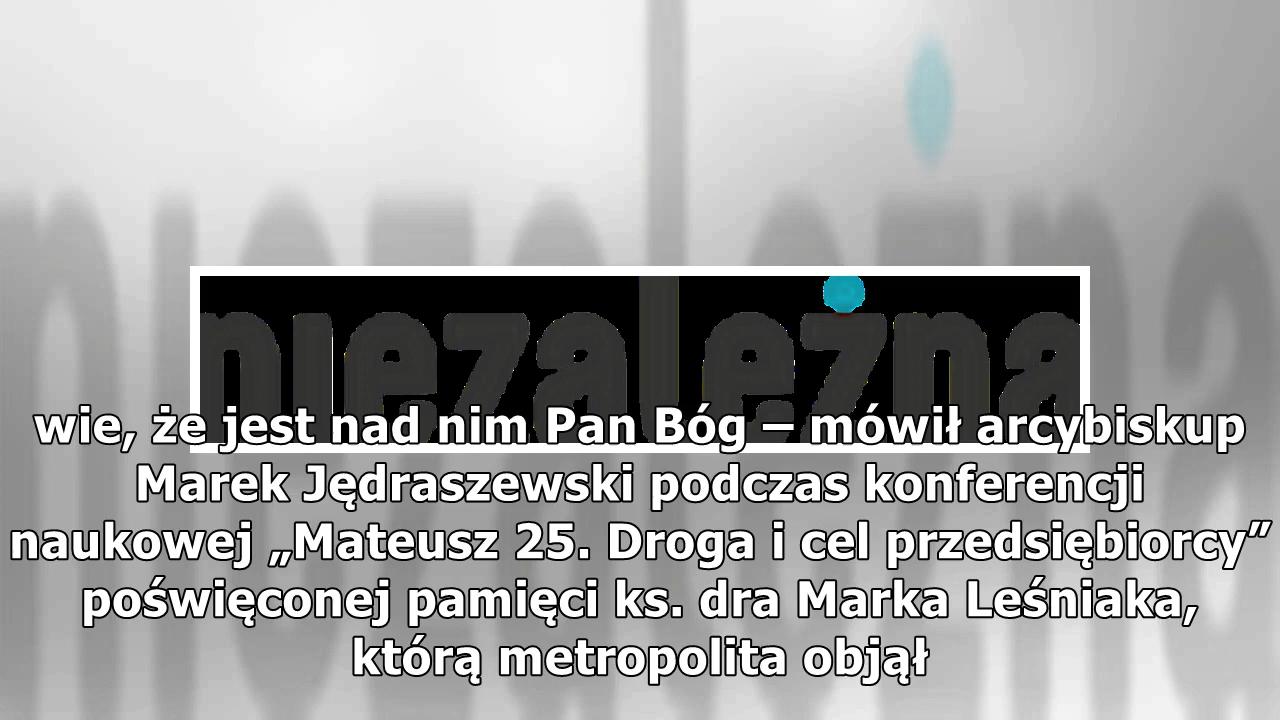 niezależna
wie, że jest nad nim Pan Bóg – mówił arcybiskup
Marek Jędraszewski podczas konferencji
naukowej „Mateusz 25. Droga i cel przedsiębiorcy”
poświęconej pamięci ks. dra Marka Leśniaka,
którą metropolita objął